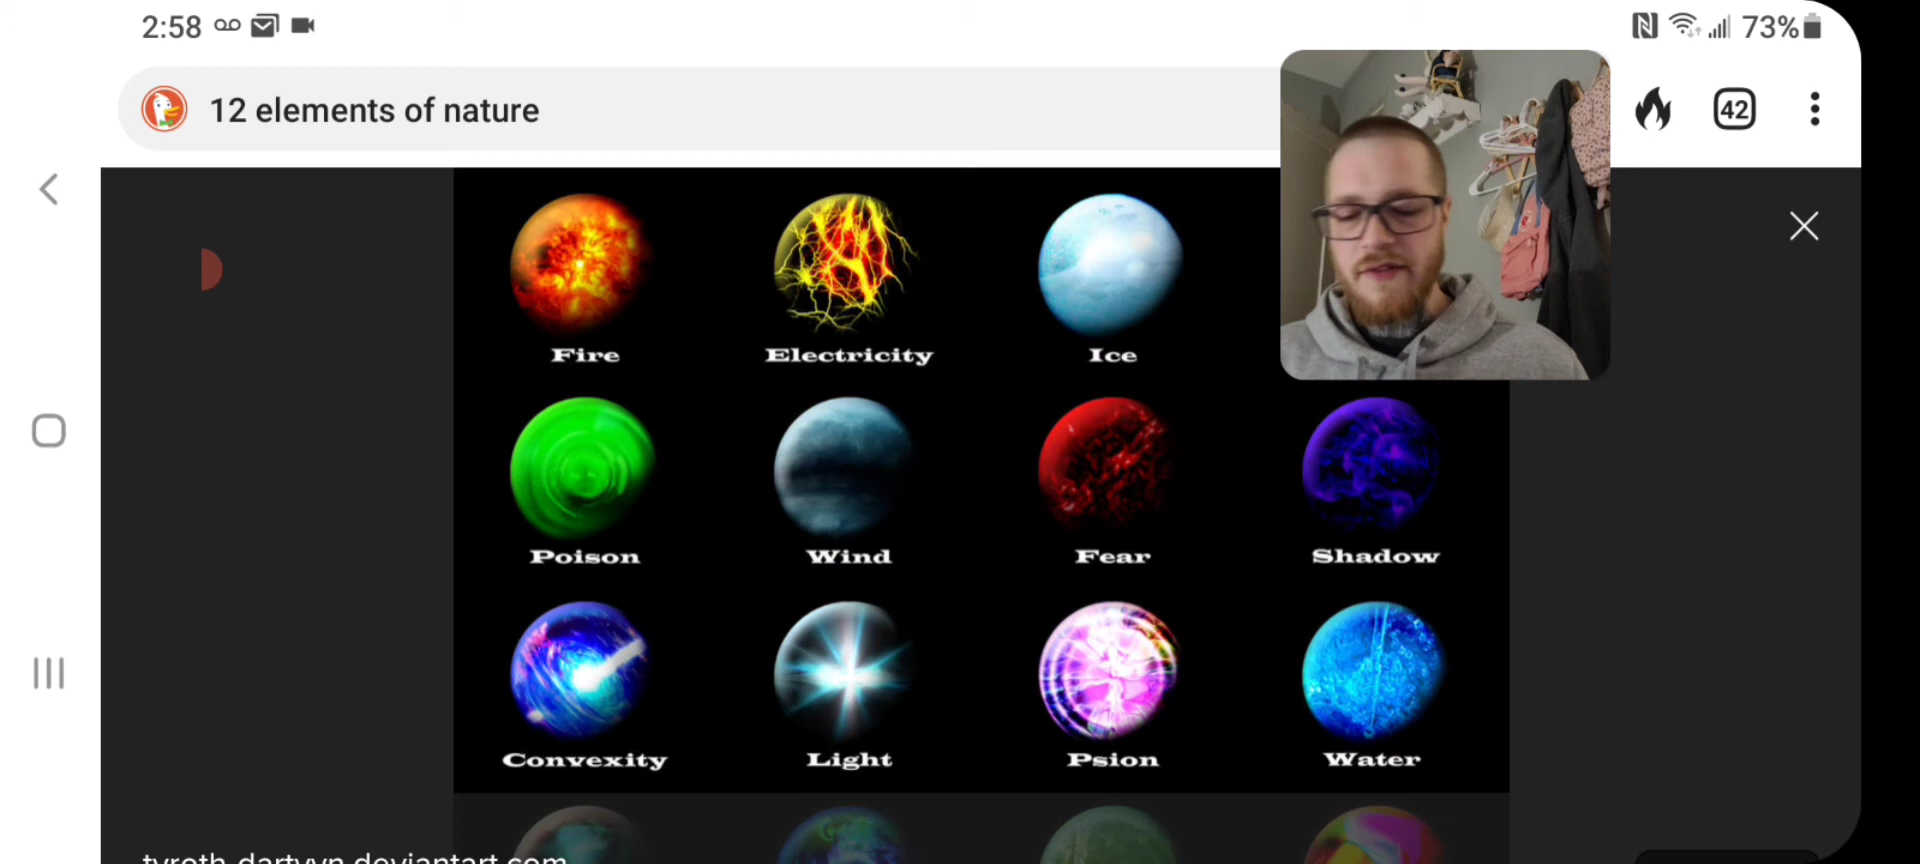 2:58
73%
12 elements of nature
42
Fire
Electricity
Ice
Poison
Wind
Fear
Shadow
Convexity
Light
Psion
Water